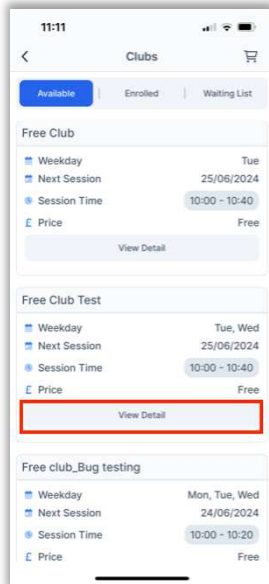 11:11
Clubs
Available | Enrolled | Waiting List
Free Club
Weekday Tue
Next Session 25/06/2024
Session Time 10:00 - 10:40
£ Price Free
View Detail
Free Club Test
Weekday Tue, Wed
Next Session 25/06/2024
Session Time 10:00 - 10:40
£ Price Free
View Detail
Free club_Bug testing
Weekday Mon, Tue, Wed
Next Session 24/06/2024
Session Time 10:00 - 10:20
£ Price Free